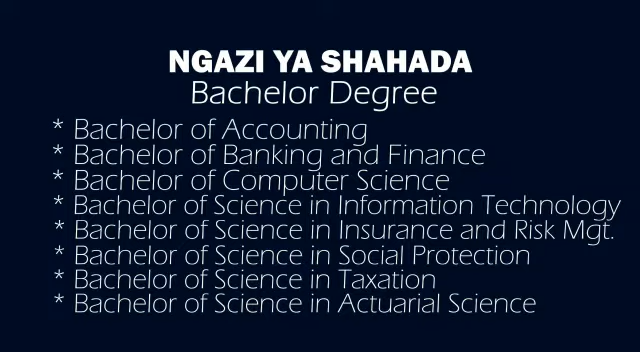 NGAZI YA SHAHADA
Bachelor Degree
* Bachelor of Accounting
* Bachelor of Banking and Finance
* Bachelor of Computer Science
* Bachelor of Science in Information Technology
* Bachelor of Science in Insurance and Risk Mgt.
* Bachelor of Science in Social Protection
* Bachelor of Science in Taxation
* Bachelor of Science in Actuarial Science